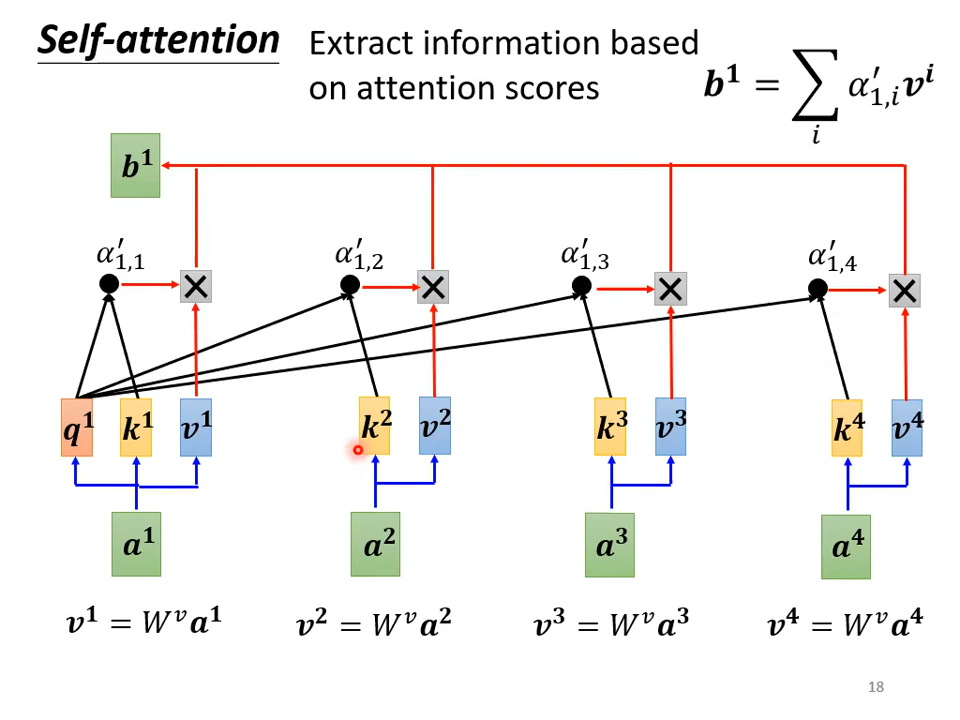 Self-attention Extract information based
on attention scores
b¹ = ∑ᵢ α′₁,ᵢvⁱ
b¹
α′₁,₁ α′₁,₂ α′₁,₃ α′₁,₄
× × × ×
q¹ k¹ v¹ k² v² k³ v³ k⁴ v⁴
a¹ a² a³ a⁴
v¹ = Wᵛa¹ v² = Wᵛa² v³ = Wᵛa³ v⁴ = Wᵛa⁴
18